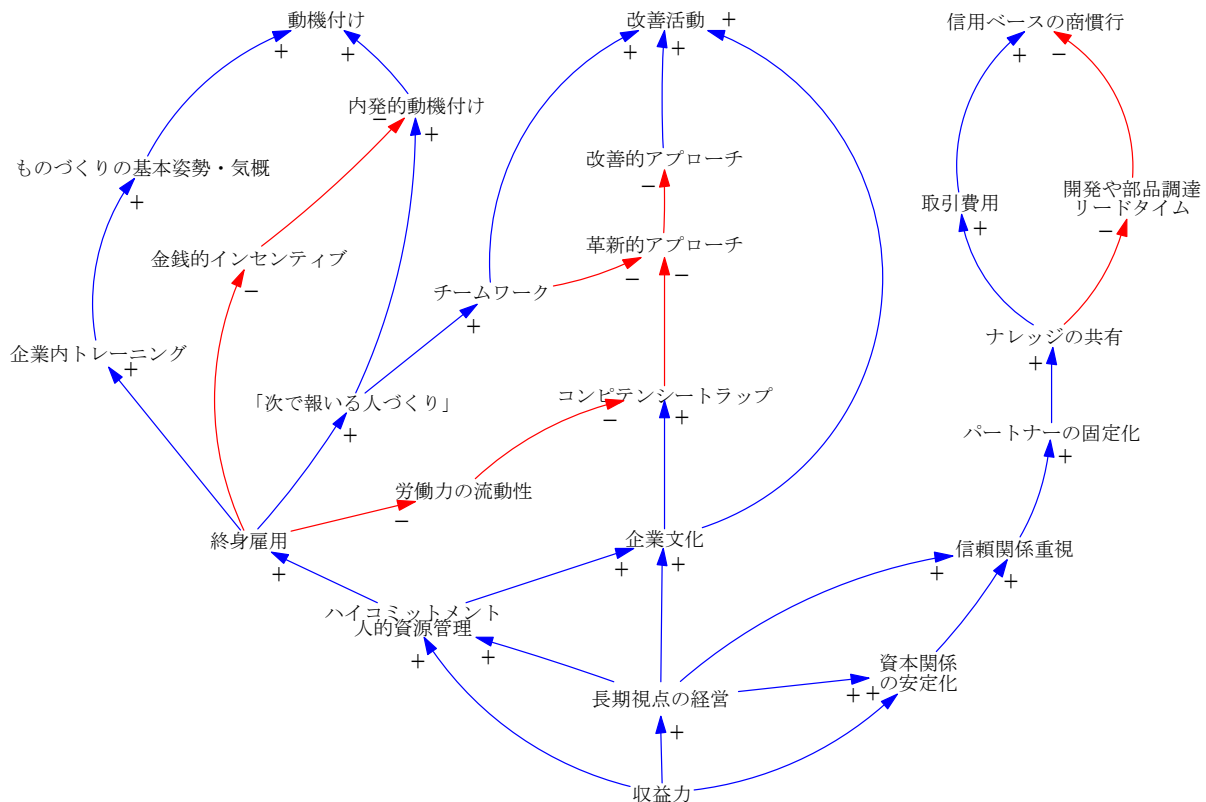 動機付け
改善活動
+
信用ベースの商慣行
+
+
+
+
+
−
内発的動機付け
−
+
ものづくりの基本姿勢・気概
+
改善的アプローチ
−
開発や部品調達
リードタイム
−
取引費用
+
革新的アプローチ
−
−
金銭的インセンティブ
−
チームワーク
+
ナレッジの共有
+
企業内トレーニング
+
コンピテンシートラップ
−
+
「次で報いる人づくり」
+
パートナーの固定化
+
労働力の流動性
−
終身雇用
+
企業文化
+
+
信頼関係重視
+
+
ハイコミットメント
人的資源管理
+
+
資本関係
の安定化
+
+
長期視点の経営
+
収益力